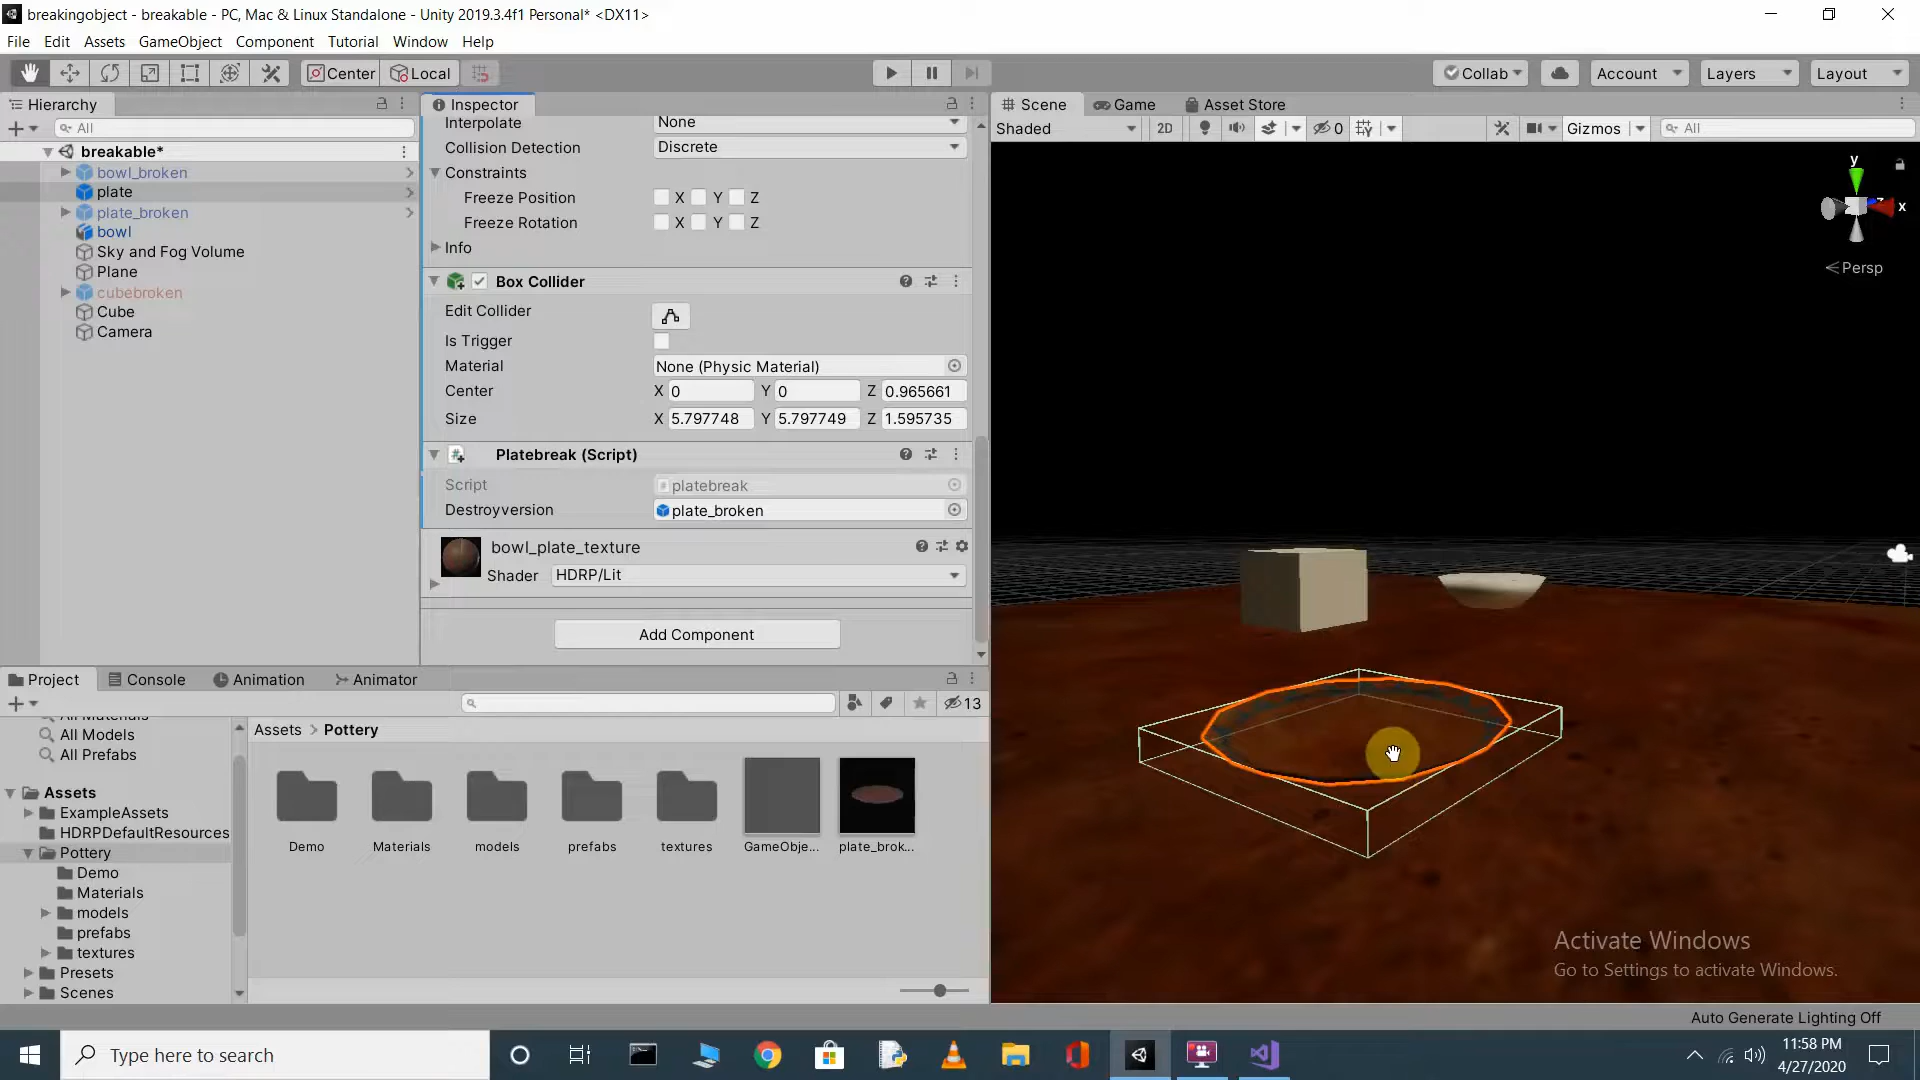 breakingobject - breakable - PC, Mac & Linux Standalone - Unity 2019.3.4f1 Personal* <DX11>
File Edit Assets GameObject Component Tutorial Window Help
Center Local Collab Account Layers Layout
Hierarchy
All
breakable*
bowl_broken
plate
plate_broken
bowl
Sky and Fog Volume
Plane
cubebroken
Cube
Camera
Inspector
Interpolate None
Collision Detection Discrete
Constraints
Freeze Position X Y Z
Freeze Rotation X Y Z
Info
Box Collider
Edit Collider
Is Trigger
Material None (Physic Material)
Center X 0 Y 0 Z 0.965661
Size X 5.797748 Y 5.797749 Z 1.595735
Platebreak (Script)
Script platebreak
Destroyversion plate_broken
bowl_plate_texture
Shader HDRP/Lit
Add Component
Scene Game Asset Store
Shaded 2D 0 Gizmos All
y
x
Persp
Project Console Animation Animator
13
All Materials
All Models
All Prefabs
Assets
ExampleAssets
HDRPDefaultResources
Pottery
Demo
Materials
models
prefabs
textures
Presets
Scenes
Assets > Pottery
Demo Materials models prefabs textures GameObje... plate_brok...
Activate Windows
Go to Settings to activate Windows.
Auto Generate Lighting Off
Type here to search
11:58 PM
4/27/2020